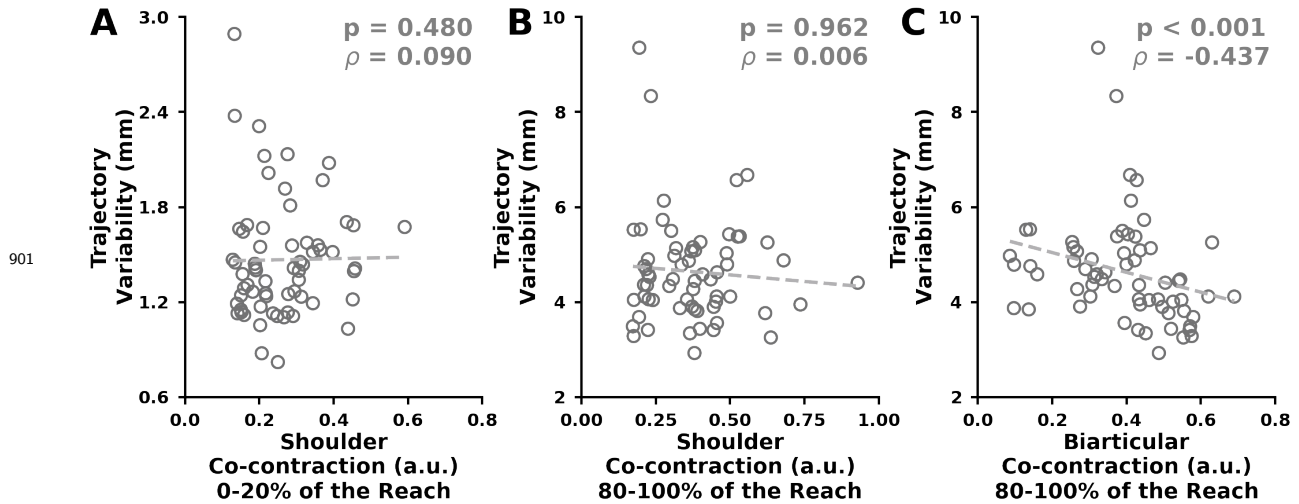 901
A
p = 0.480
ρ = 0.090
Trajectory
Variability (mm)
3.0
2.4
1.8
1.2
0.6
0.0
0.2
0.4
0.6
0.8
Shoulder
Co-contraction (a.u.)
0-20% of the Reach
B
p = 0.962
ρ = 0.006
Trajectory
Variability (mm)
10
8
6
4
2
0.00
0.25
0.50
0.75
1.00
Shoulder
Co-contraction (a.u.)
80-100% of the Reach
C
p < 0.001
ρ = -0.437
Trajectory
Variability (mm)
10
8
6
4
2
0.0
0.2
0.4
0.6
0.8
Biarticular
Co-contraction (a.u.)
80-100% of the Reach